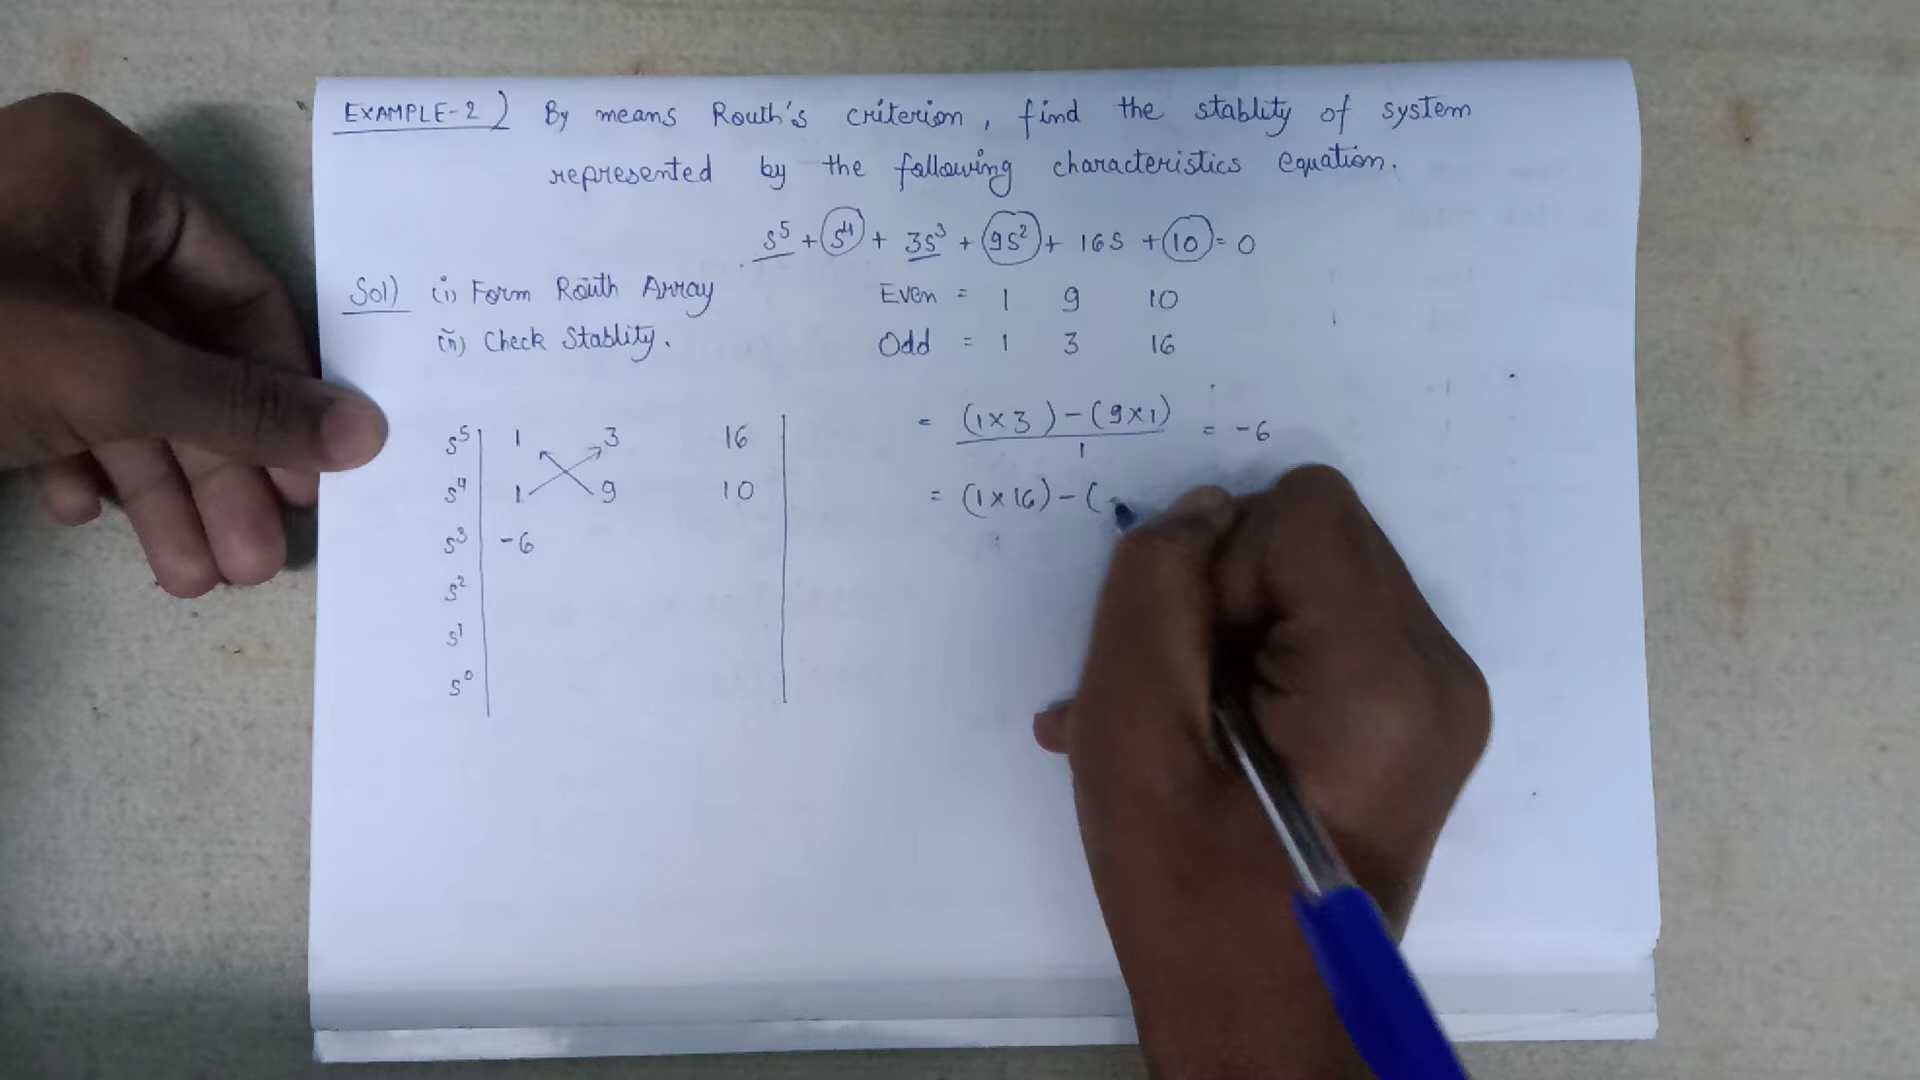 EXAMPLE-2) By means Routh's criterion, find the stablity of system
represented by the following characteristics equation.
s⁵ + s⁴ + 3s³ + 9s² + 16s + 10 = 0
Sol) (i) Form Routh Array
(ii) Check Stablity.
Even = 1 9 10
Odd = 1 3 16
s⁵ 1 3 16
s⁴ 1 9 10
s³ -6
s²
s¹
s⁰
= (1×3) - (9×1) / 1 = -6
= (1×16) - (